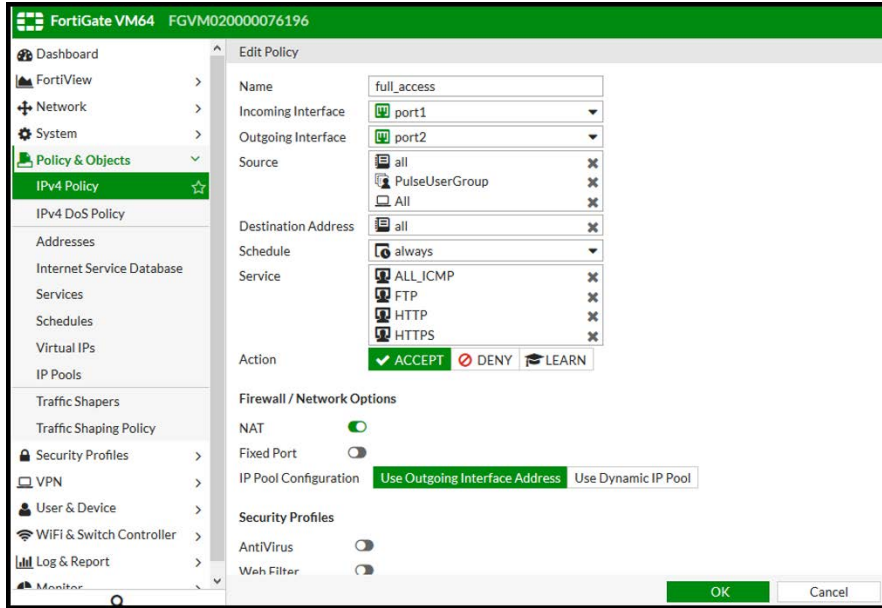 FortiGate VM64 FGVM020000076196
Dashboard
FortiView
Network
System
Policy & Objects
IPv4 Policy
IPv4 DoS Policy
Addresses
Internet Service Database
Services
Schedules
Virtual IPs
IP Pools
Traffic Shapers
Traffic Shaping Policy
Security Profiles
VPN
User & Device
WiFi & Switch Controller
Log & Report
Monitor
Edit Policy
Name full_access
Incoming Interface port1
Outgoing Interface port2
Source all
PulseUserGroup
All
Destination Address all
Schedule always
Service ALL_ICMP
FTP
HTTP
HTTPS
Action ACCEPT DENY LEARN
Firewall / Network Options
NAT
Fixed Port
IP Pool Configuration Use Outgoing Interface Address Use Dynamic IP Pool
Security Profiles
AntiVirus
Web Filter
OK Cancel